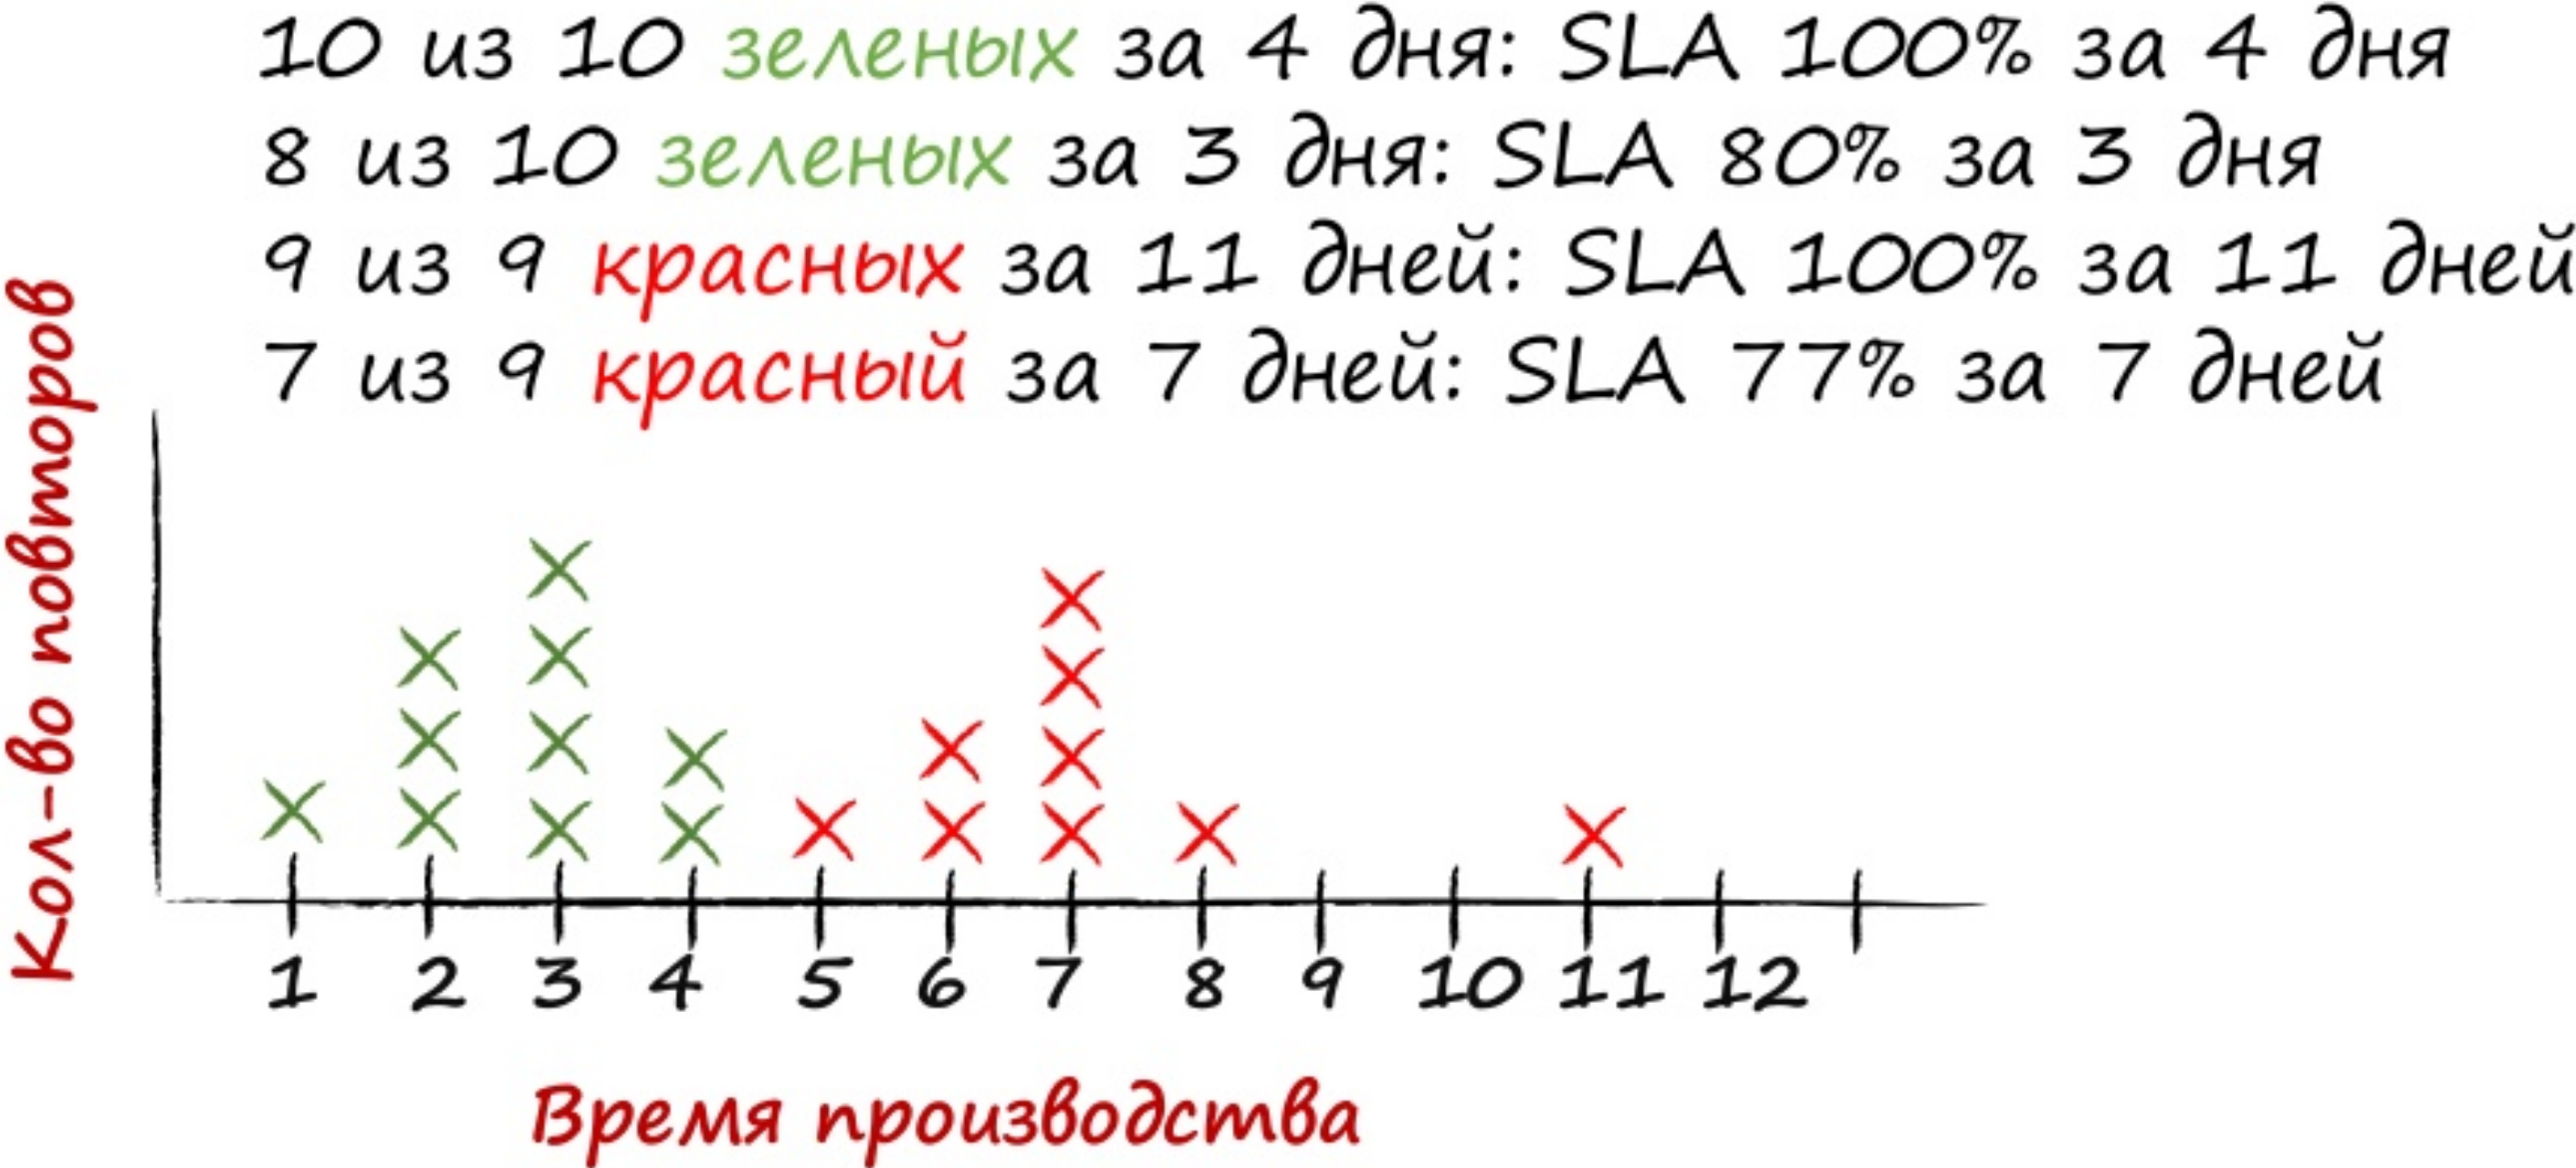 10 из 10 зеленых за 4 дня: SLA 100% за 4 дня
8 из 10 зеленых за 3 дня: SLA 80% за 3 дня
9 из 9 красных за 11 дней: SLA 100% за 11 дней
7 из 9 красный за 7 дней: SLA 77% за 7 дней
Кол-во повторов
1 2 3 4 5 6 7 8 9 10 11 12
Время производства